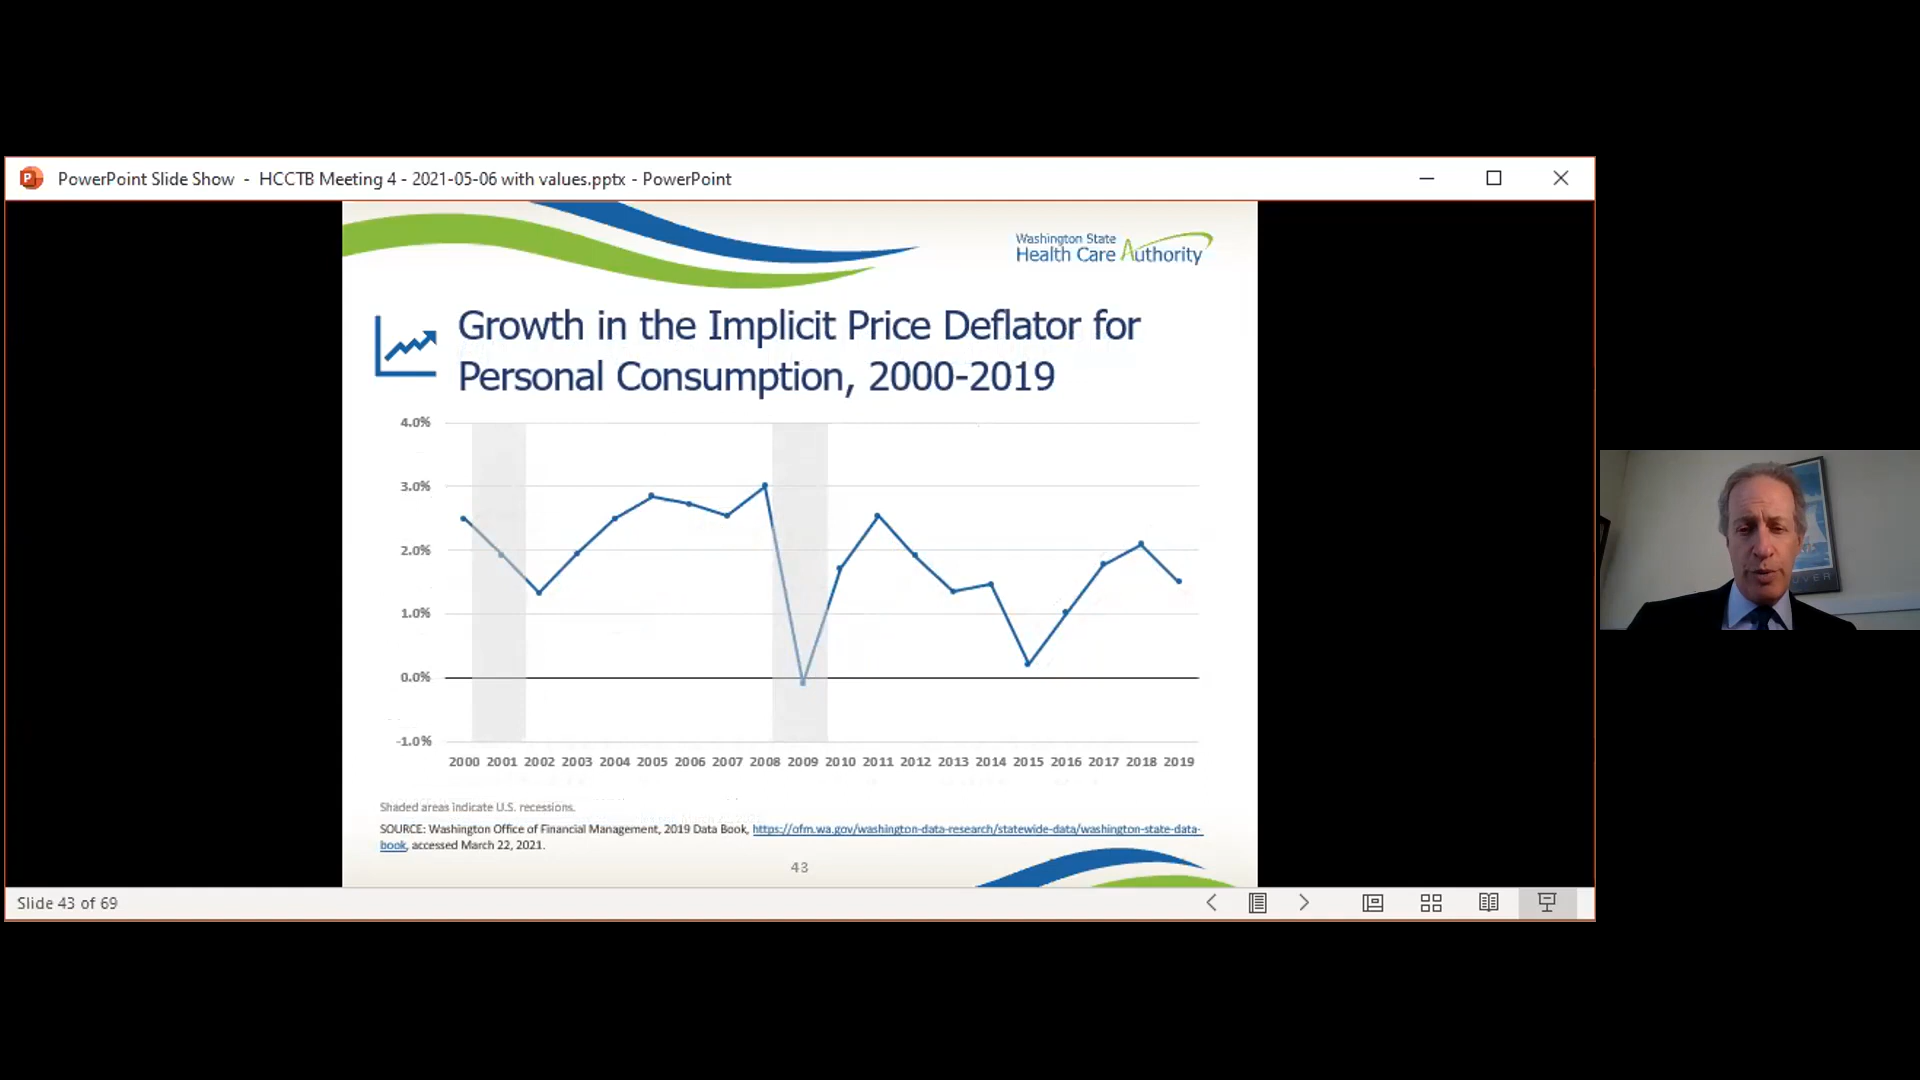 PowerPoint Slide Show - HCCTB Meeting 4 - 2021-05-06 with values.pptx - PowerPoint
Washington State
Health Care Authority
Growth in the Implicit Price Deflator for
Personal Consumption, 2000-2019
4.0%
3.0%
2.0%
1.0%
0.0%
-1.0%
2000 2001 2002 2003 2004 2005 2006 2007 2008 2009 2010 2011 2012 2013 2014 2015 2016 2017 2018 2019
Shaded areas indicate U.S. recessions.
SOURCE: Washington Office of Financial Management, 2019 Data Book, https://ofm.wa.gov/washington-data-research/statewide-data/washington-state-data-
book, accessed March 22, 2021.
43
Slide 43 of 69